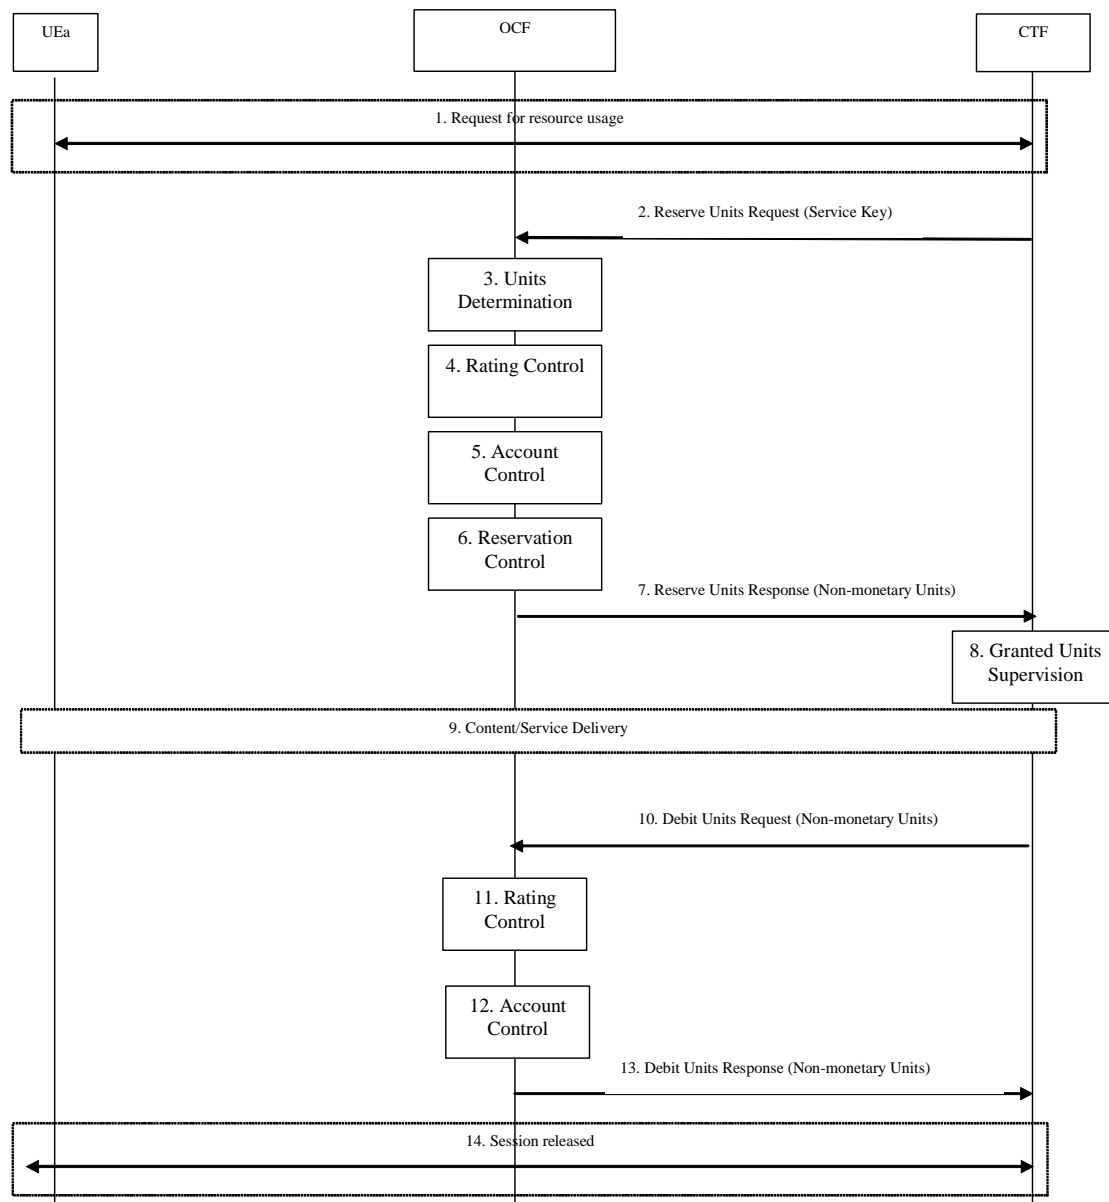 UEa
OCF
CTF
1. Request for resource usage
2. Reserve Units Request (Service Key)
3. Units
Determination
4. Rating Control
5. Account
Control
6. Reservation
Control
7. Reserve Units Response (Non-monetary Units)
8. Granted Units
Supervision
9. Content/Service Delivery
10. Debit Units Request (Non-monetary Units)
11. Rating
Control
12. Account
Control
13. Debit Units Response (Non-monetary Units)
14. Session released